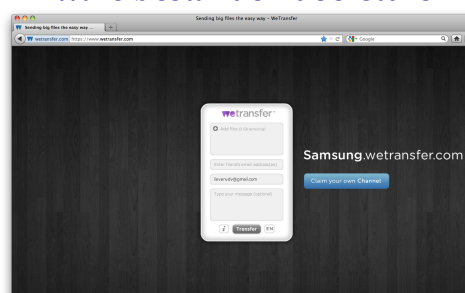 Sending big files the easy way – WeTransfer
Sending big files the easy way ...
wetransfer.com https://www.wetransfer.com
Google
wetransfer
Add files (2 GB
Enter friend's email address(es)
Samsung.wetransfer.com
Claim your own Channel
Type your message (optional)
i Transfer EN